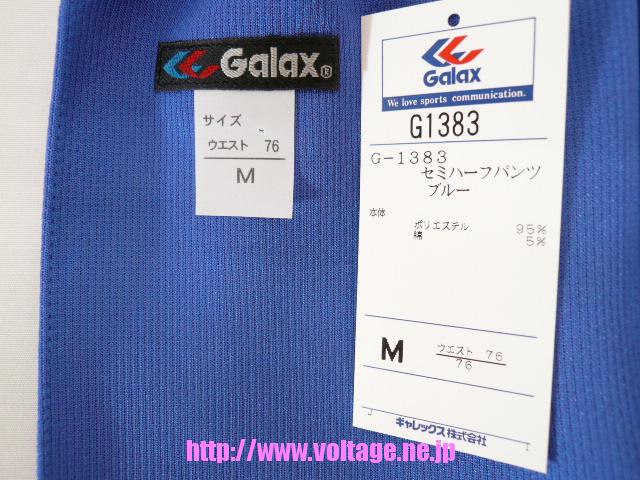 Galax®
サイズ
ウエスト 76
M
Galax
We love sports communication.
G1383
G-1383
セミハーフパンツ
ブルー
本体
ポリエステル 95%
綿 5%
M
ウエスト 76
76
ギャレックス株式会社
http://www.voltage.ne.jp